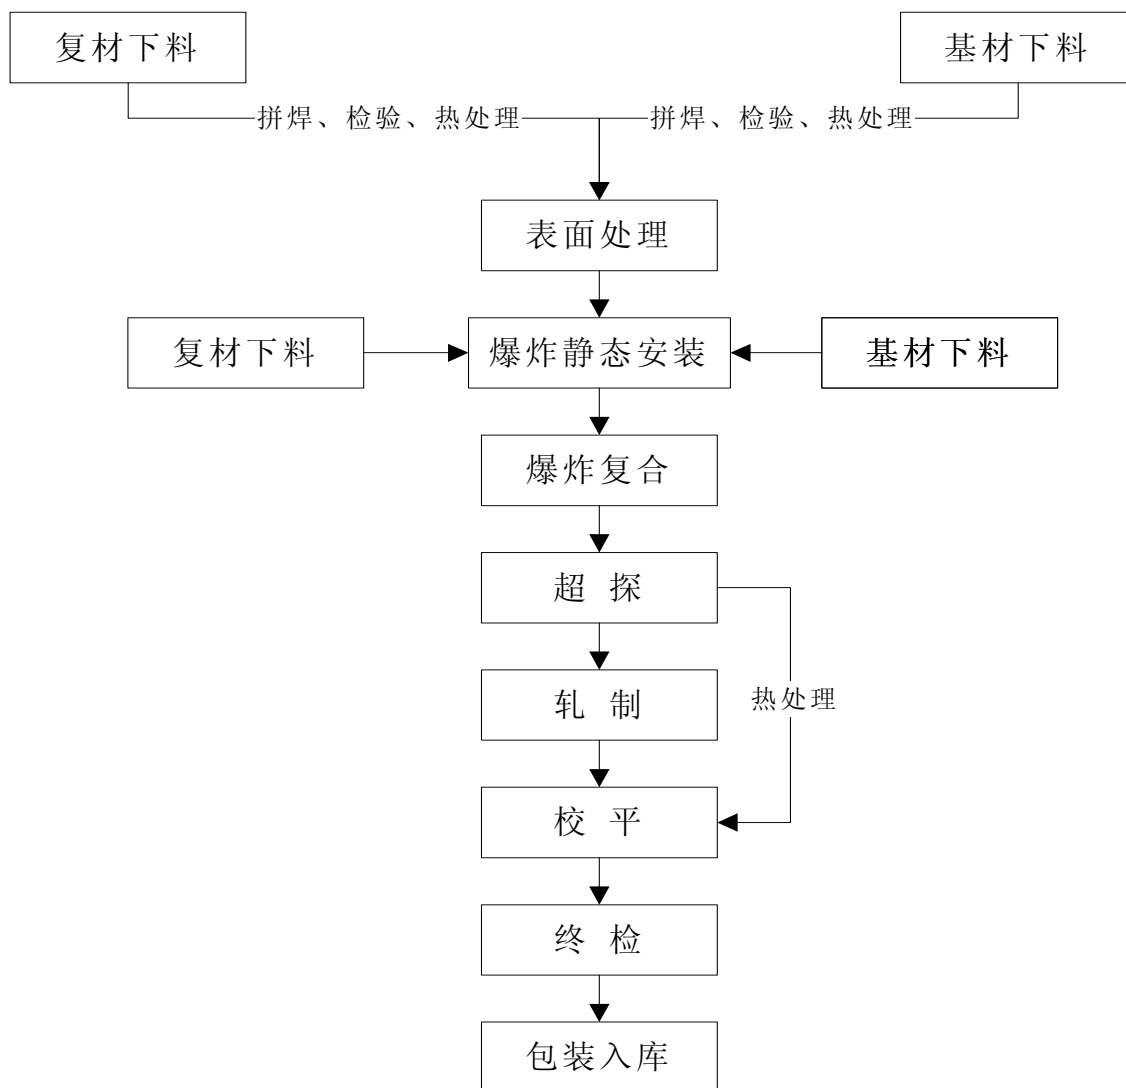 复材下料
基材下料
拼焊、检验、热处理
拼焊、检验、热处理
表面处理
复材下料
爆炸静态安装
基材下料
爆炸复合
超 探
轧 制
热处理
校 平
终 检
包装入库